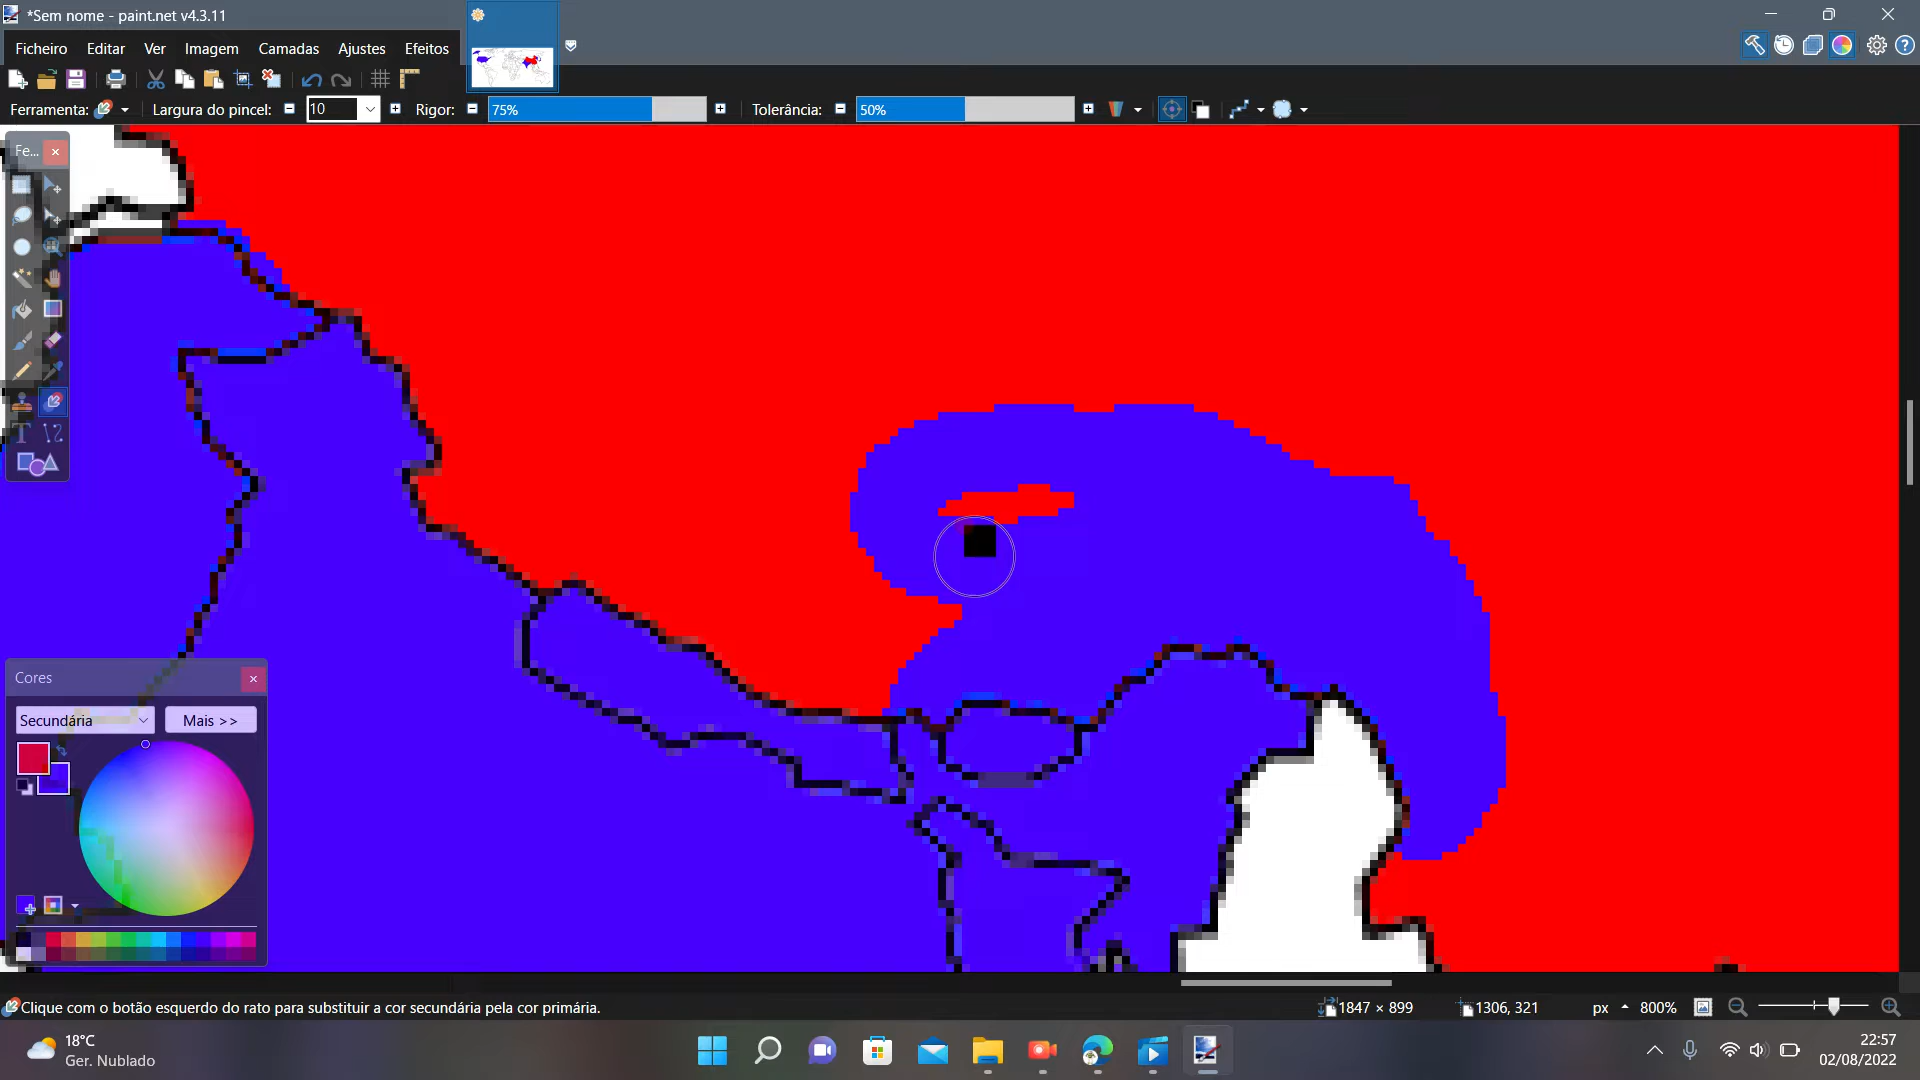 *Sem nome - paint.net v4.3.11
Ficheiro Editar Ver Imagem Camadas Ajustes Efeitos
Ferramenta: Largura do pincel: 10 Rigor: 75% Tolerância: 50%
Fe...
Cores
Secundária Mais >>
Clique com o botão esquerdo do rato para substituir a cor secundária pela cor primária. 1847 × 899 1306, 321 px 800%
18°C
Ger. Nublado
22:57
02/08/2022